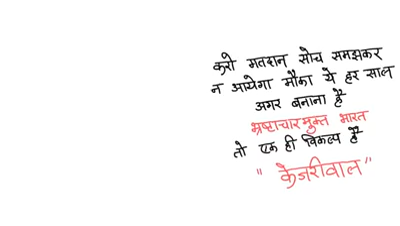 करो मतदान सोच समझकर
न आयेगा मौका ये हर साल
अगर बनाना है
भ्रष्टाचारमुक्त भारत
तो एक ही विकल्प है
"केजरीवाल"